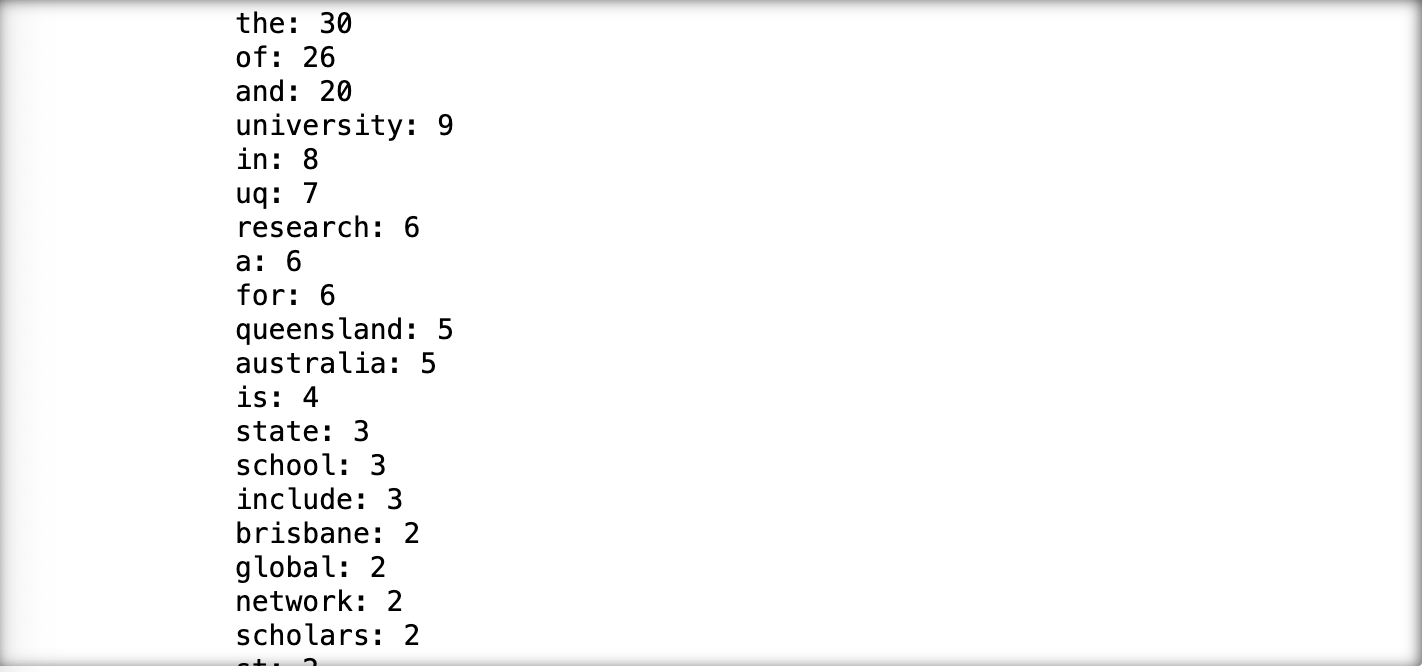 the: 30
of: 26
and: 20
university: 9
in: 8
uq: 7
research: 6
a: 6
for: 6
queensland: 5
australia: 5
is: 4
state: 3
school: 3
include: 3
brisbane: 2
global: 2
network: 2
scholars: 2